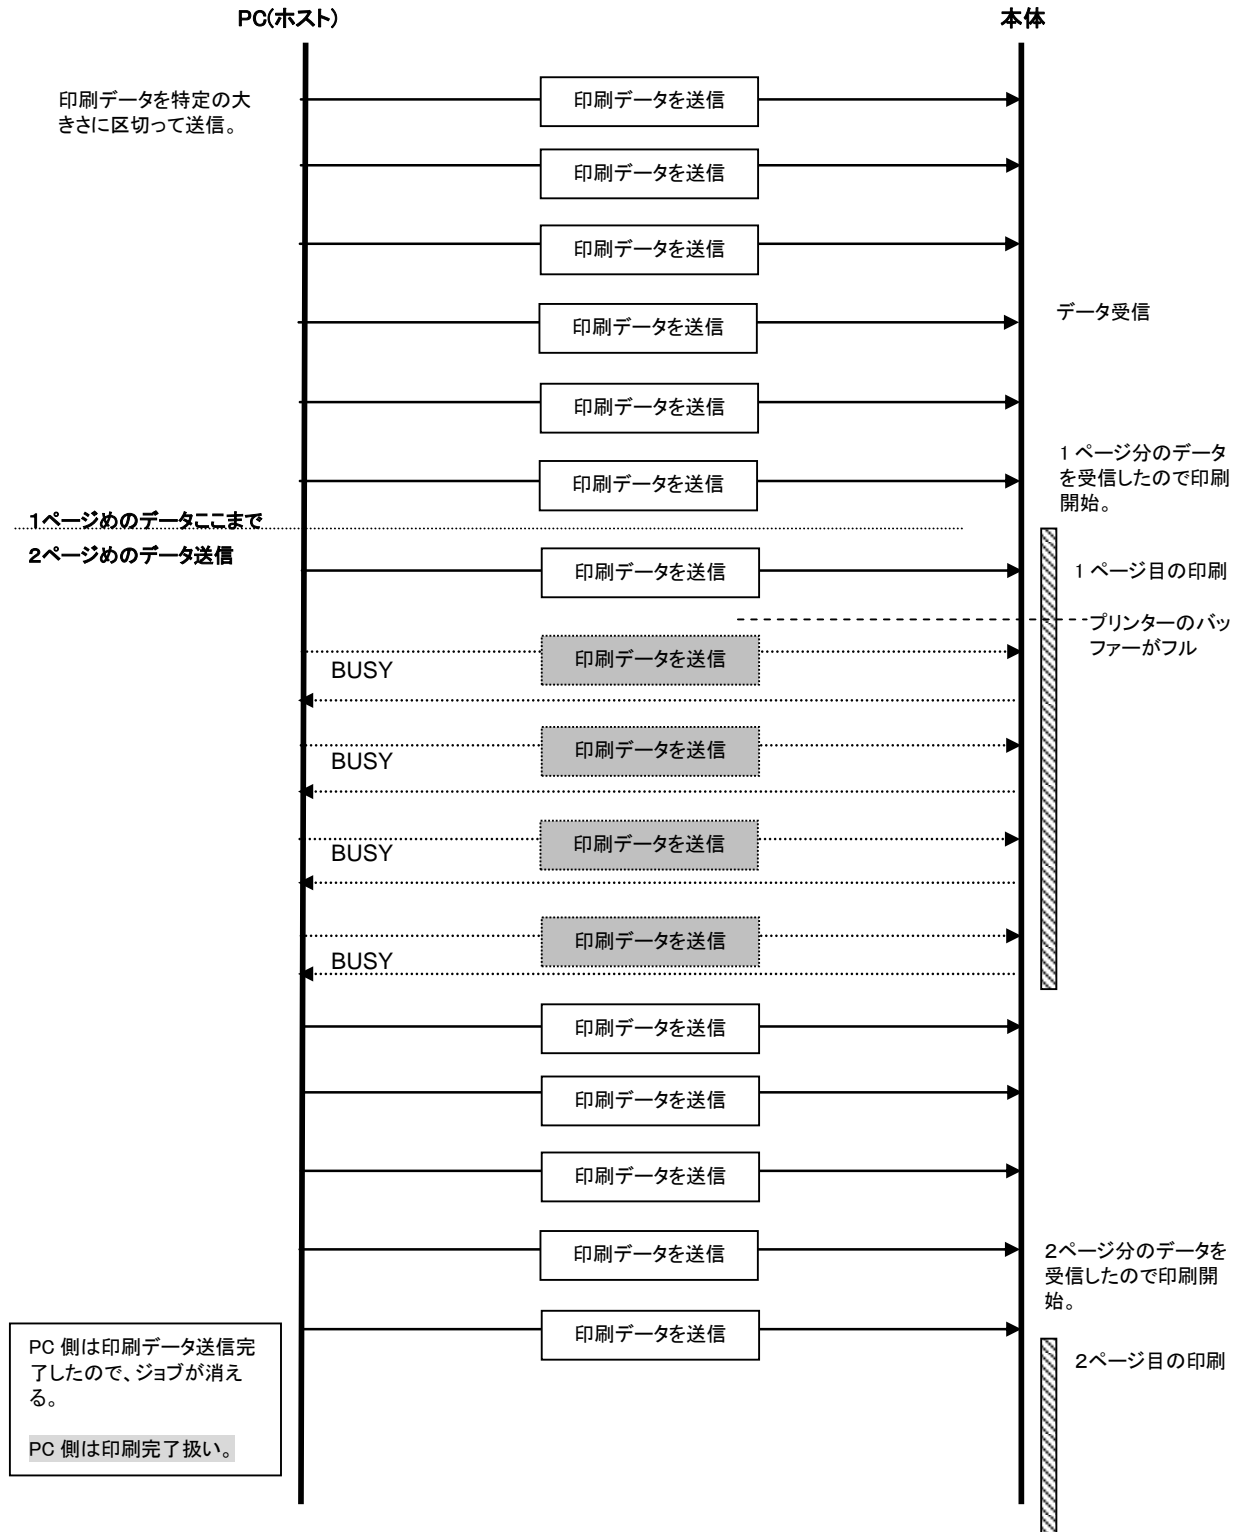 PC(ホスト)
本体
印刷データを特定の大
きさに区切って送信。
印刷データを送信
印刷データを送信
印刷データを送信
印刷データを送信
データ受信
印刷データを送信
1 ページ分のデータ
を受信したので印刷
開始。
印刷データを送信
1ページめのデータここまで
2ページめのデータ送信
印刷データを送信
1 ページ目の印刷
プリンターのバッ
ファーがフル
印刷データを送信
BUSY
印刷データを送信
BUSY
印刷データを送信
BUSY
印刷データを送信
BUSY
印刷データを送信
印刷データを送信
印刷データを送信
印刷データを送信
2ページ分のデータを
受信したので印刷開
始。
印刷データを送信
PC 側は印刷データ送信完
了したので、ジョブが消え
る。
PC 側は印刷完了扱い。
2ページ目の印刷